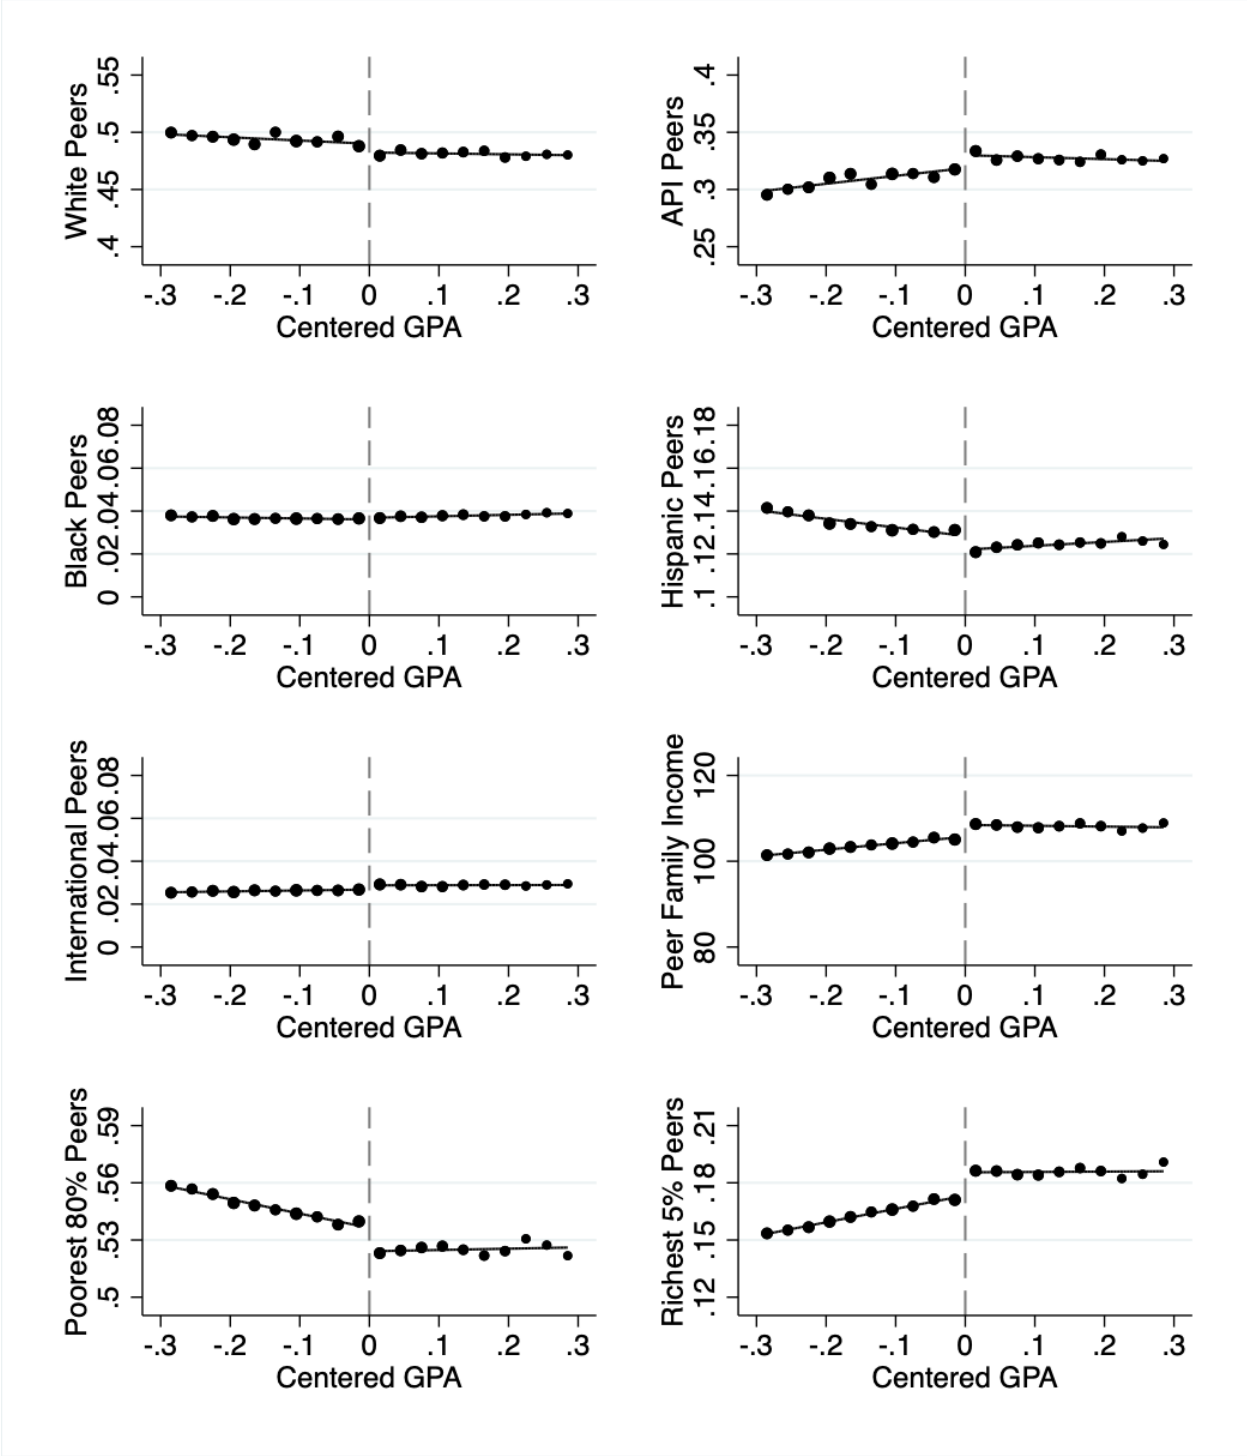 White Peers
.4 .45 .5 .55
-.3 -.2 -.1 0 .1 .2 .3
Centered GPA
API Peers
.25 .3 .35 .4
-.3 -.2 -.1 0 .1 .2 .3
Centered GPA
Black Peers
0 .02 .04 .06 .08
-.3 -.2 -.1 0 .1 .2 .3
Centered GPA
Hispanic Peers
.1 .12 .14 .16 .18
-.3 -.2 -.1 0 .1 .2 .3
Centered GPA
International Peers
0 .02 .04 .06 .08
-.3 -.2 -.1 0 .1 .2 .3
Centered GPA
Peer Family Income
80 100 120
-.3 -.2 -.1 0 .1 .2 .3
Centered GPA
Poorest 80% Peers
.5 .53 .56 .59
-.3 -.2 -.1 0 .1 .2 .3
Centered GPA
Richest 5% Peers
.12 .15 .18 .21
-.3 -.2 -.1 0 .1 .2 .3
Centered GPA